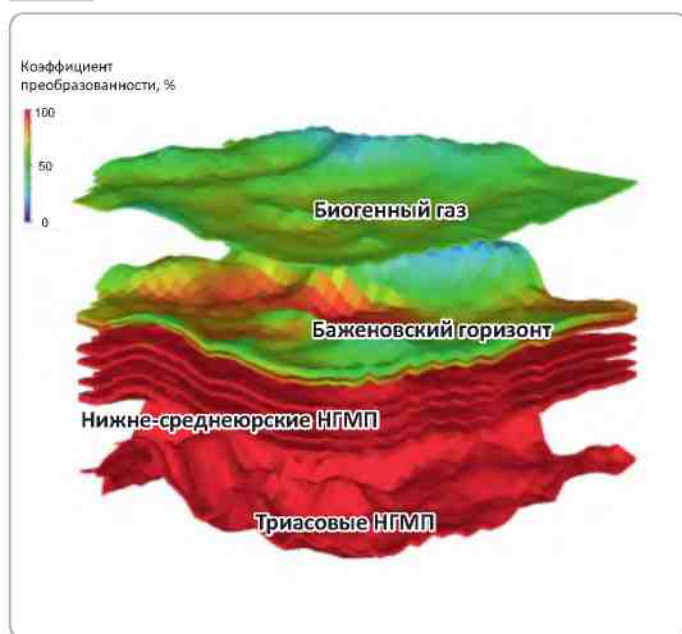 Коэффициент
преобразованности, %
100
50
0
Биогенный газ
Баженовский горизонт
Нижне-среднеюрские НГМП
Триасовые НГМП